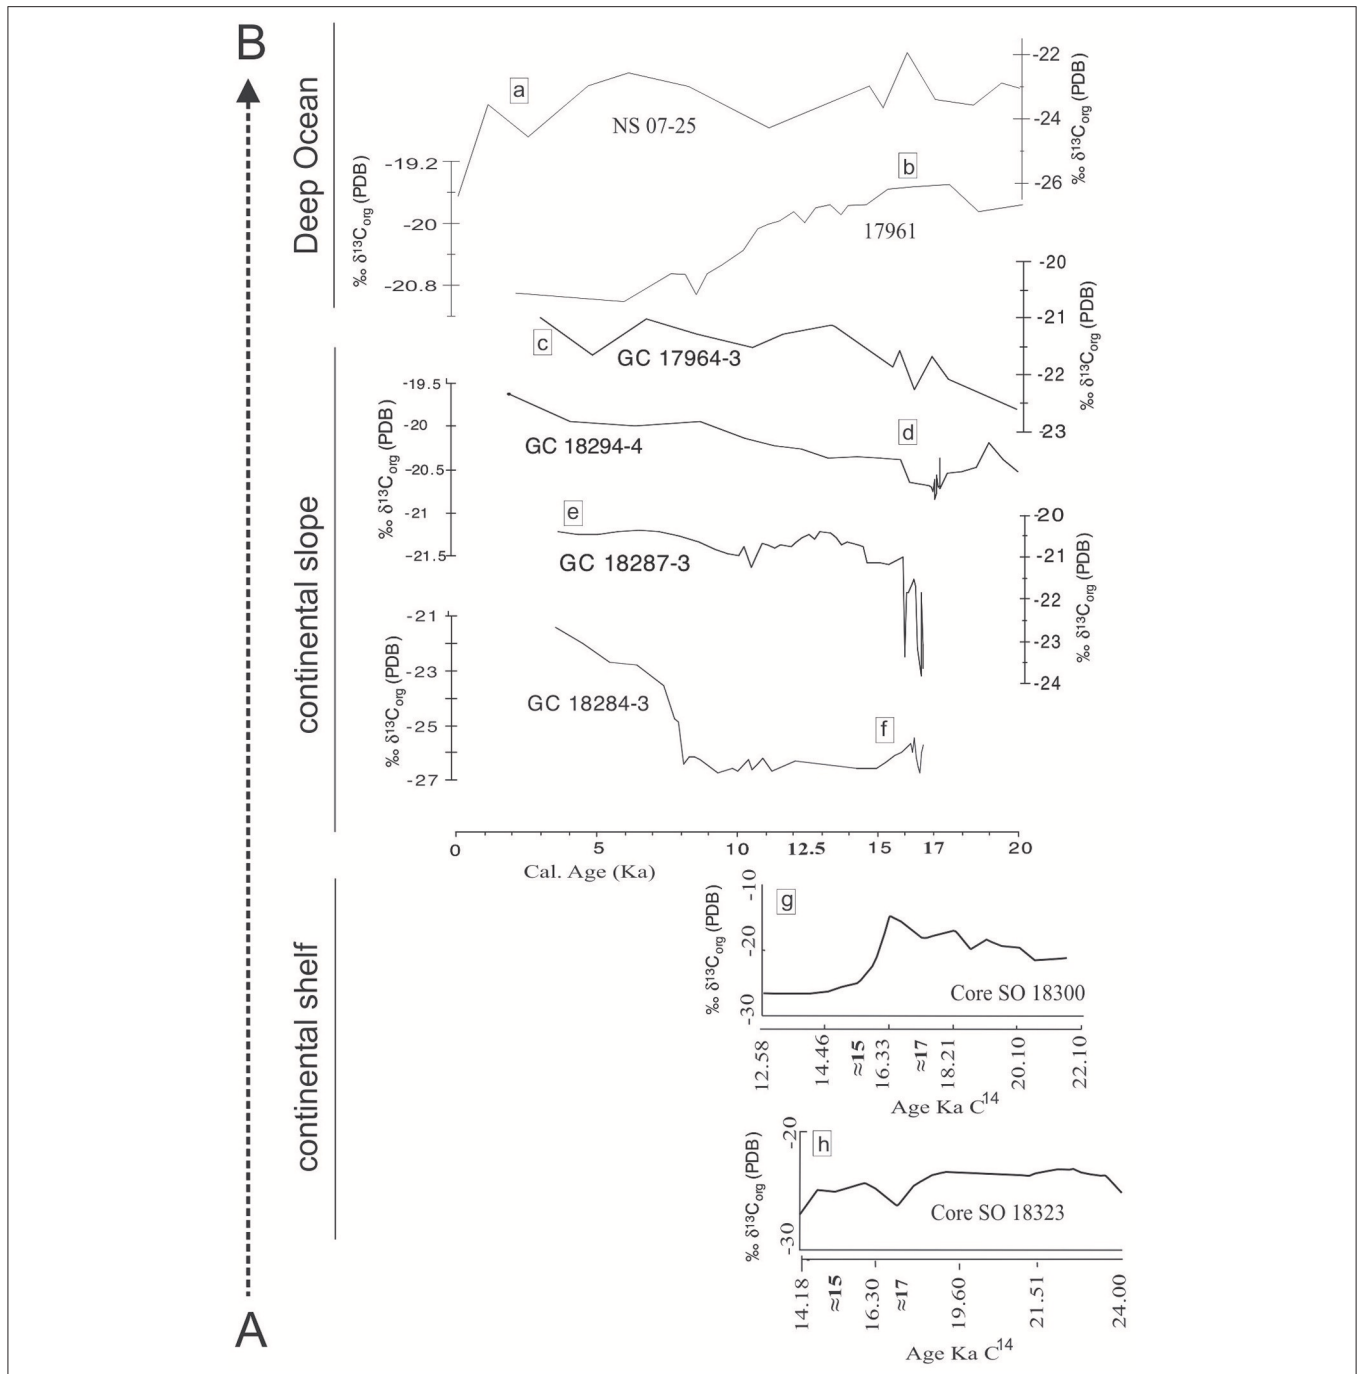 B
Deep Ocean
a
NS 07-25
-22
-24
-26
‰ δ¹³Corg (PDB)
b
17961
-19.2
-20
-20.8
‰ δ¹³Corg (PDB)
c
GC 17964-3
-20
-21
-22
-23
‰ δ¹³Corg (PDB)
continental slope
d
GC 18294-4
-19.5
-20
-20.5
-21
-21.5
‰ δ¹³Corg (PDB)
e
GC 18287-3
-20
-21
-22
-23
-24
‰ δ¹³Corg (PDB)
f
GC 18284-3
-21
-23
-25
-27
‰ δ¹³Corg (PDB)
0 5 10 12.5 15 17 20
Cal. Age (Ka)
continental shelf
g
Core SO 18300
-10
-20
-30
‰ δ¹³Corg (PDB)
12.58 14.46 ≈15 16.33 ≈17 18.21 20.10 22.10
Age Ka C¹⁴
h
Core SO 18323
-20
-30
‰ δ¹³Corg (PDB)
14.18 ≈15 16.30 ≈17 19.60 21.51 24.00
Age Ka C¹⁴
A